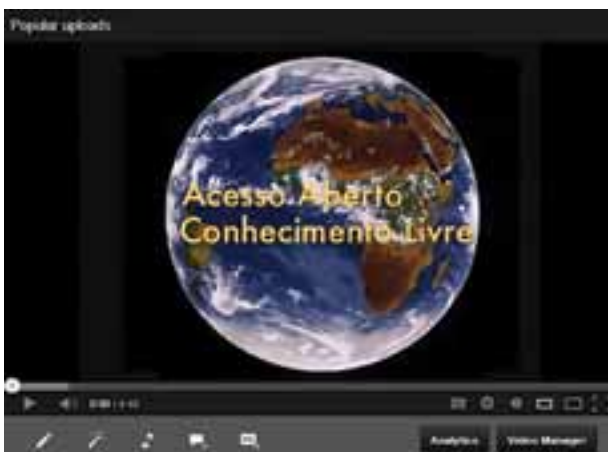 Popular uploads
Acesso Aberto
Conhecimento Livre
Analytics
Video Manager